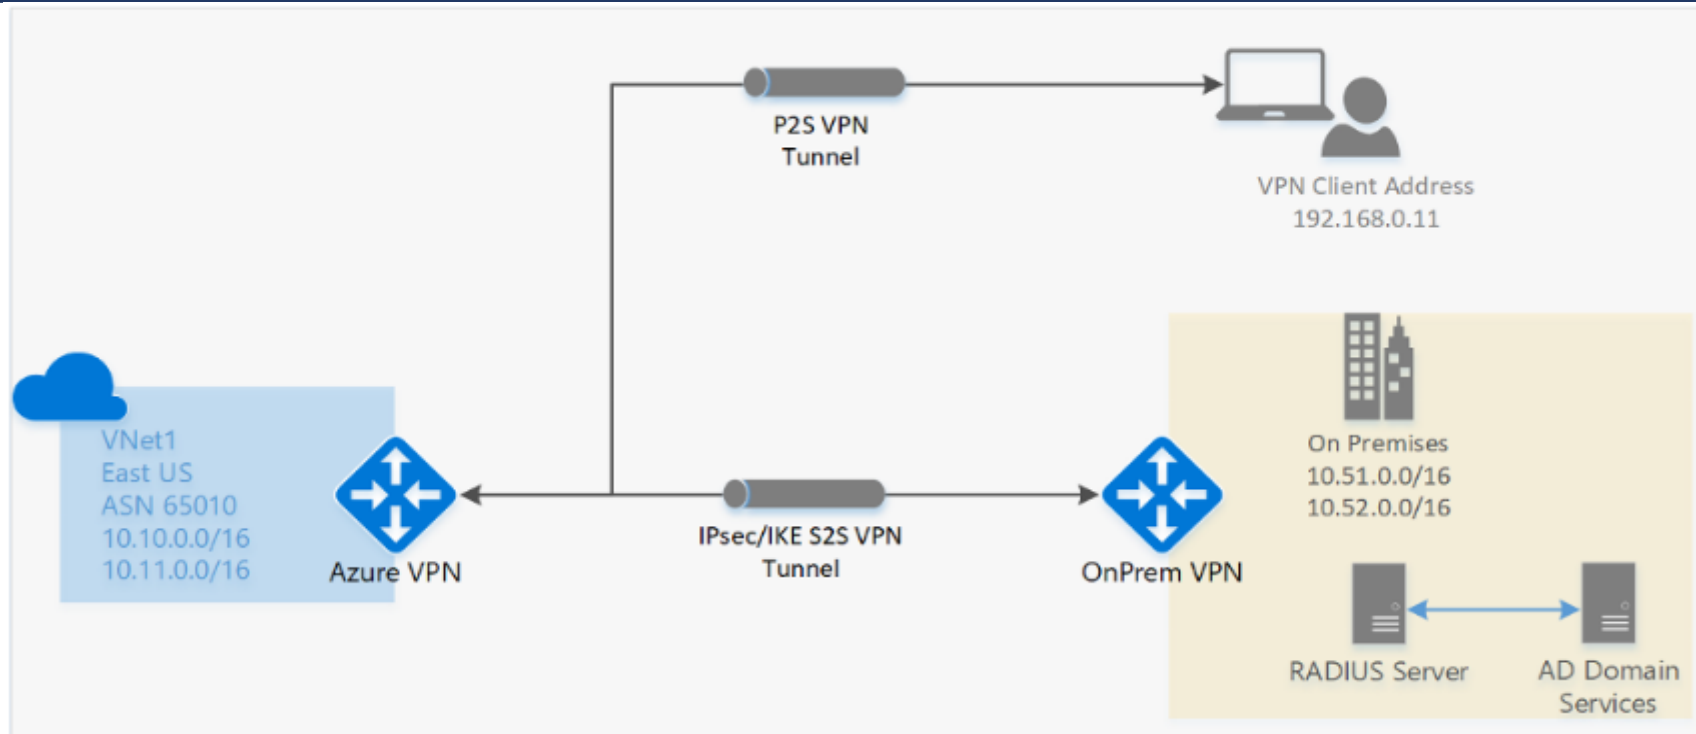 P2S VPN
Tunnel
VPN Client Address
192.168.0.11
VNet1
East US
ASN 65010
10.10.0.0/16
10.11.0.0/16
Azure VPN
IPsec/IKE S2S VPN
Tunnel
OnPrem VPN
On Premises
10.51.0.0/16
10.52.0.0/16
RADIUS Server
AD Domain
Services